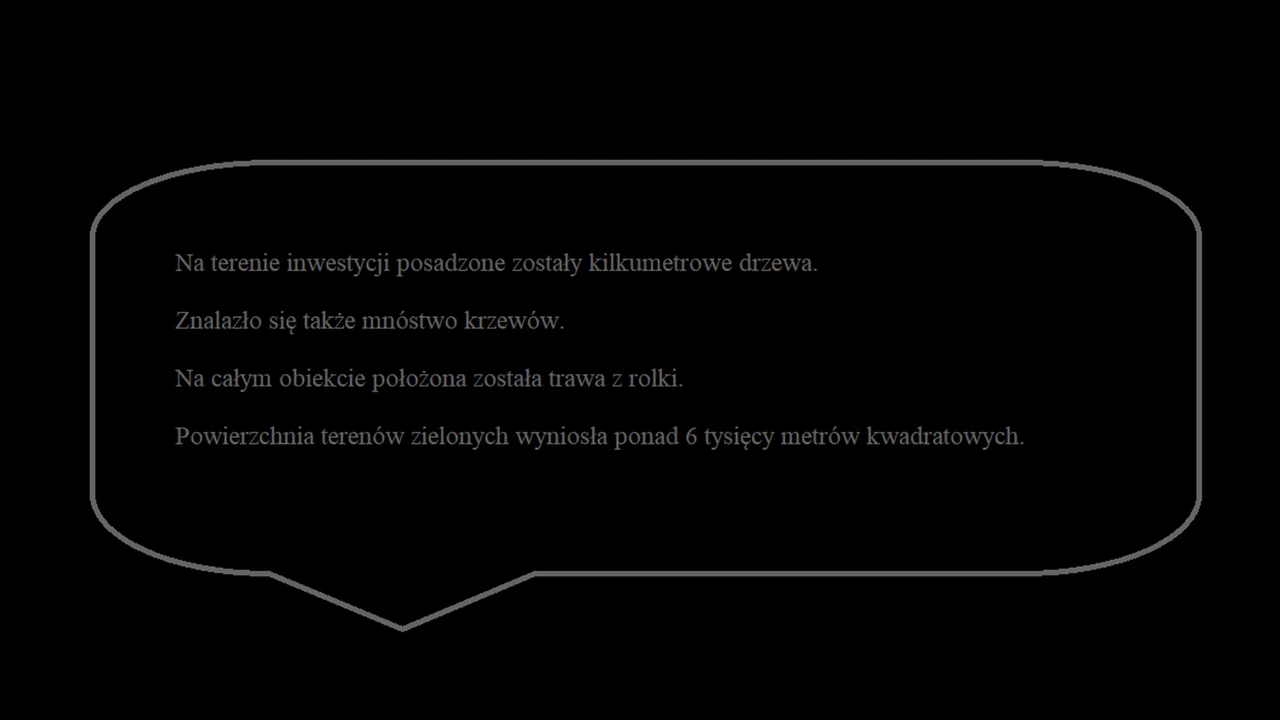 Na terenie inwestycji posadzone zostały kilkumetrowe drzewa.
Znalazło się także mnóstwo krzewów.
Na całym obiekcie położona została trawa z rolki.
Powierzchnia terenów zielonych wyniosła ponad 6 tysięcy metrów kwadratowych.